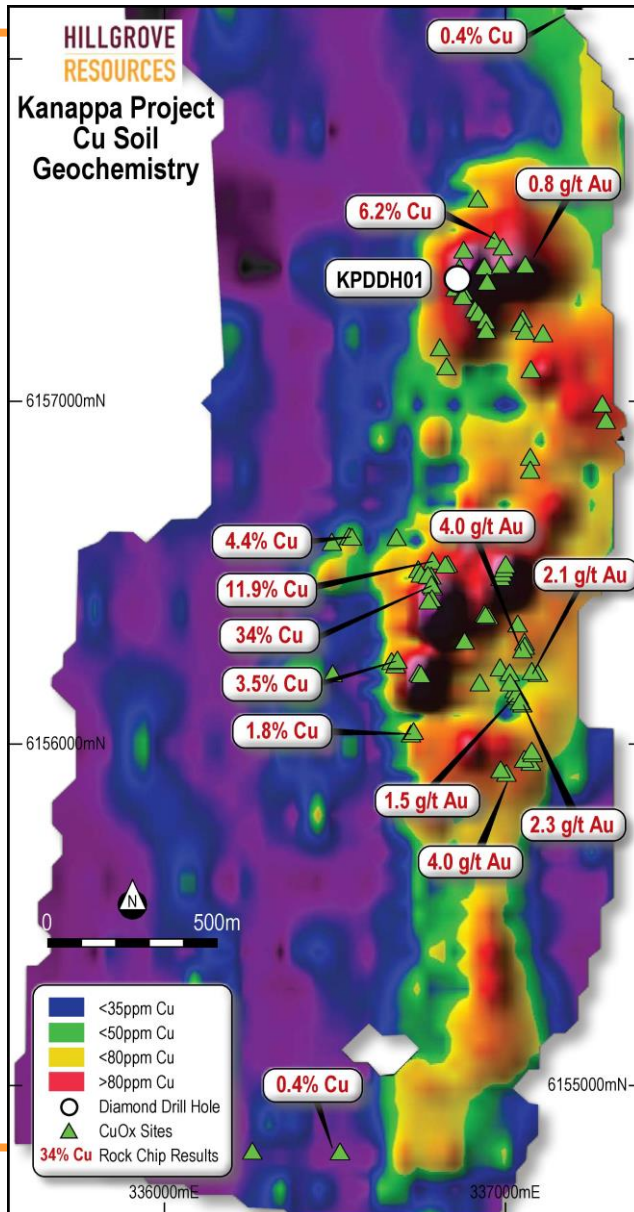 HILLGROVE
RESOURCES
Kanappa Project
Cu Soil
Geochemistry
0.4% Cu
0.8 g/t Au
6.2% Cu
KPDDH01
6157000mN
4.4% Cu
4.0 g/t Au
11.9% Cu
2.1 g/t Au
34% Cu
3.5% Cu
1.8% Cu
6156000mN
1.5 g/t Au
2.3 g/t Au
4.0 g/t Au
N
0 500m
<35ppm Cu
<50ppm Cu
<80ppm Cu
>80ppm Cu
Diamond Drill Hole
CuOx Sites
34% Cu Rock Chip Results
0.4% Cu
6155000mN
336000mE
337000mE